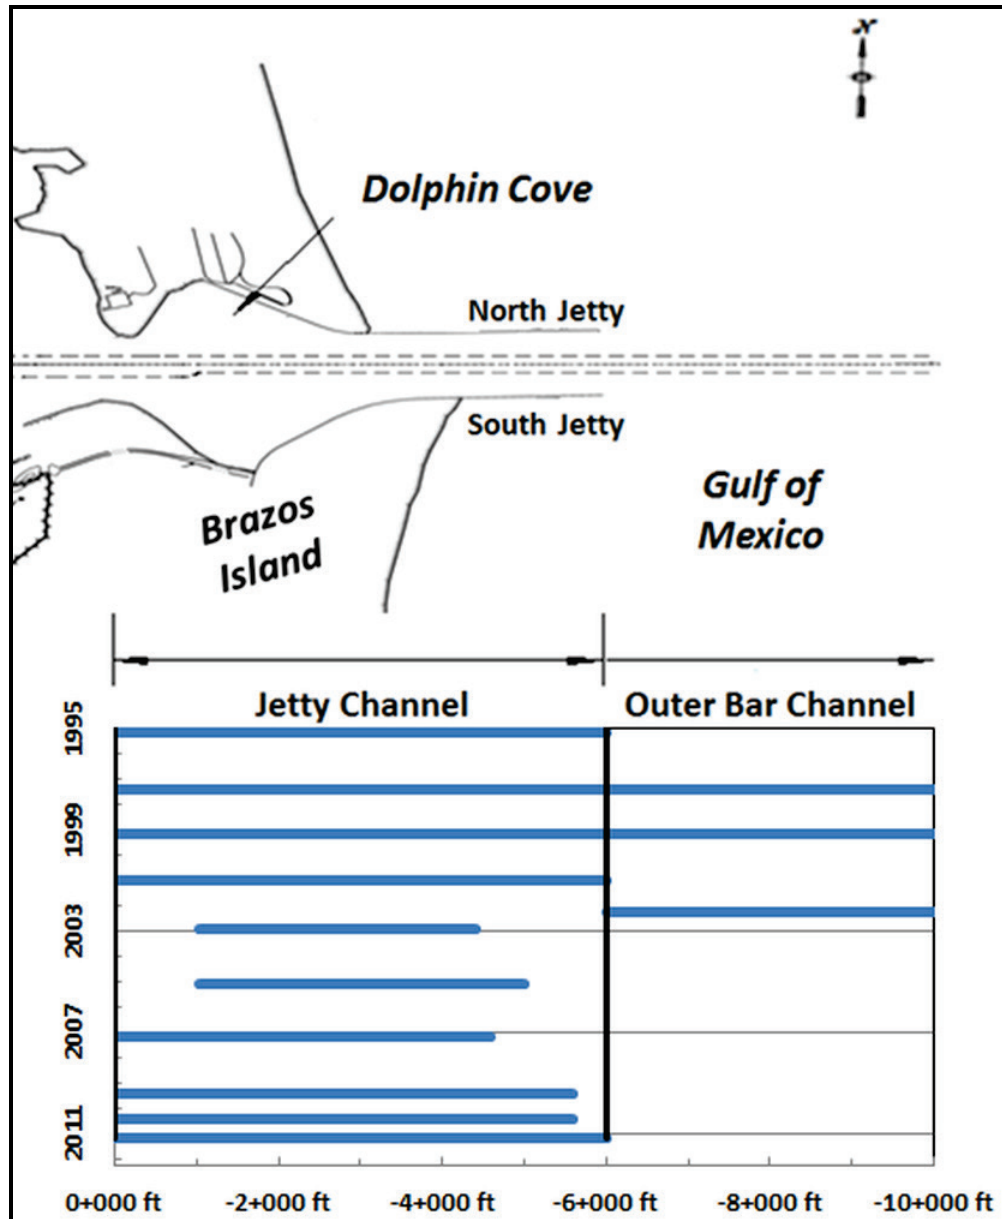 N
Dolphin Cove
North Jetty
South Jetty
Gulf of
Mexico
Brazos
Island
Jetty Channel
Outer Bar Channel
1995
1999
2003
2007
2011
0+000 ft
-2+000 ft
-4+000 ft
-6+000 ft
-8+000 ft
-10+000 ft